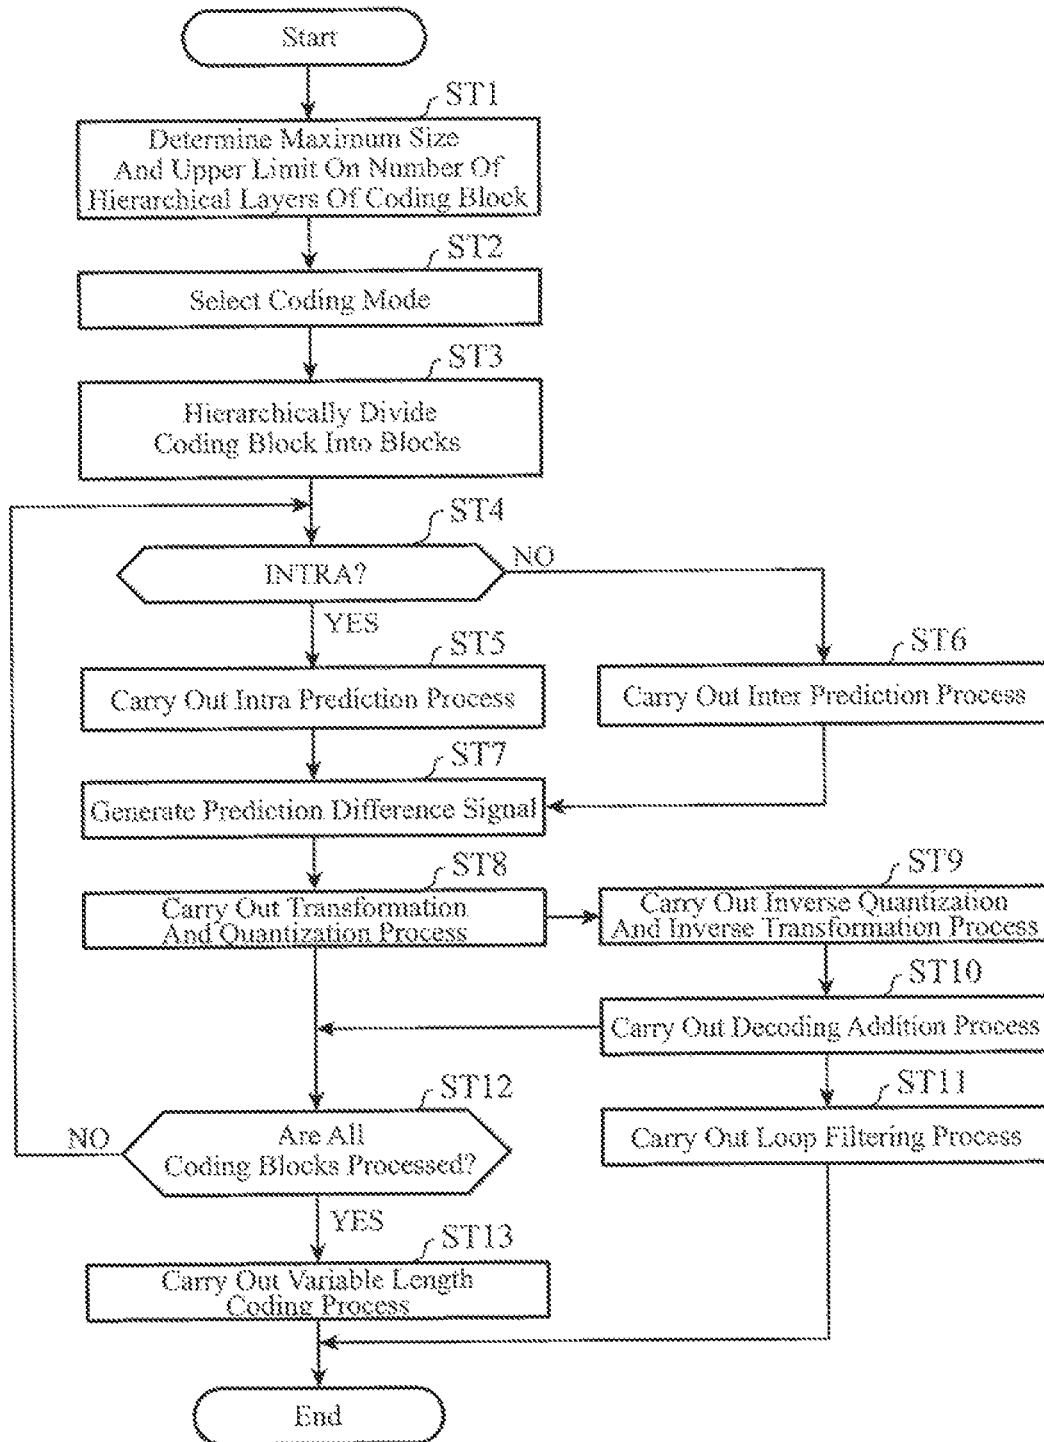 Start
ST1
Determine Maximum Size
And Upper Limit On Number Of
Hierarchical Layers Of Coding Block
ST2
Select Coding Mode
ST3
Hierarchically Divide
Coding Block Into Blocks
ST4
INTRA?
NO
YES
ST5
Carry Out Intra Prediction Process
ST6
Carry Out Inter Prediction Process
ST7
Generate Prediction Difference Signal
ST8
Carry Out Transformation
And Quantization Process
ST9
Carry Out Inverse Quantization
And Inverse Transformation Process
ST10
Carry Out Decoding Addition Process
ST11
Carry Out Loop Filtering Process
ST12
Are All
Coding Blocks Processed?
NO
YES
ST13
Carry Out Variable Length
Coding Process
End